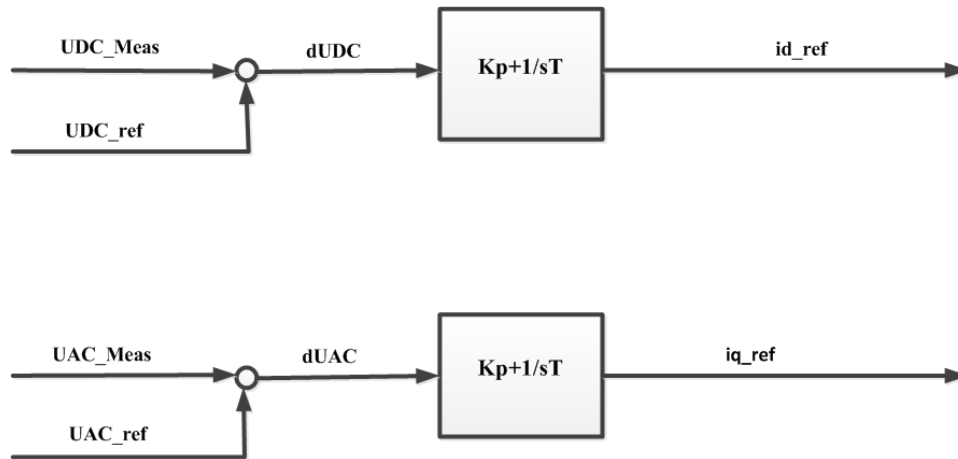 UDC_Meas
dUDC
Kp+1/sT
id_ref
UDC_ref
UAC_Meas
dUAC
Kp+1/sT
iq_ref
UAC_ref